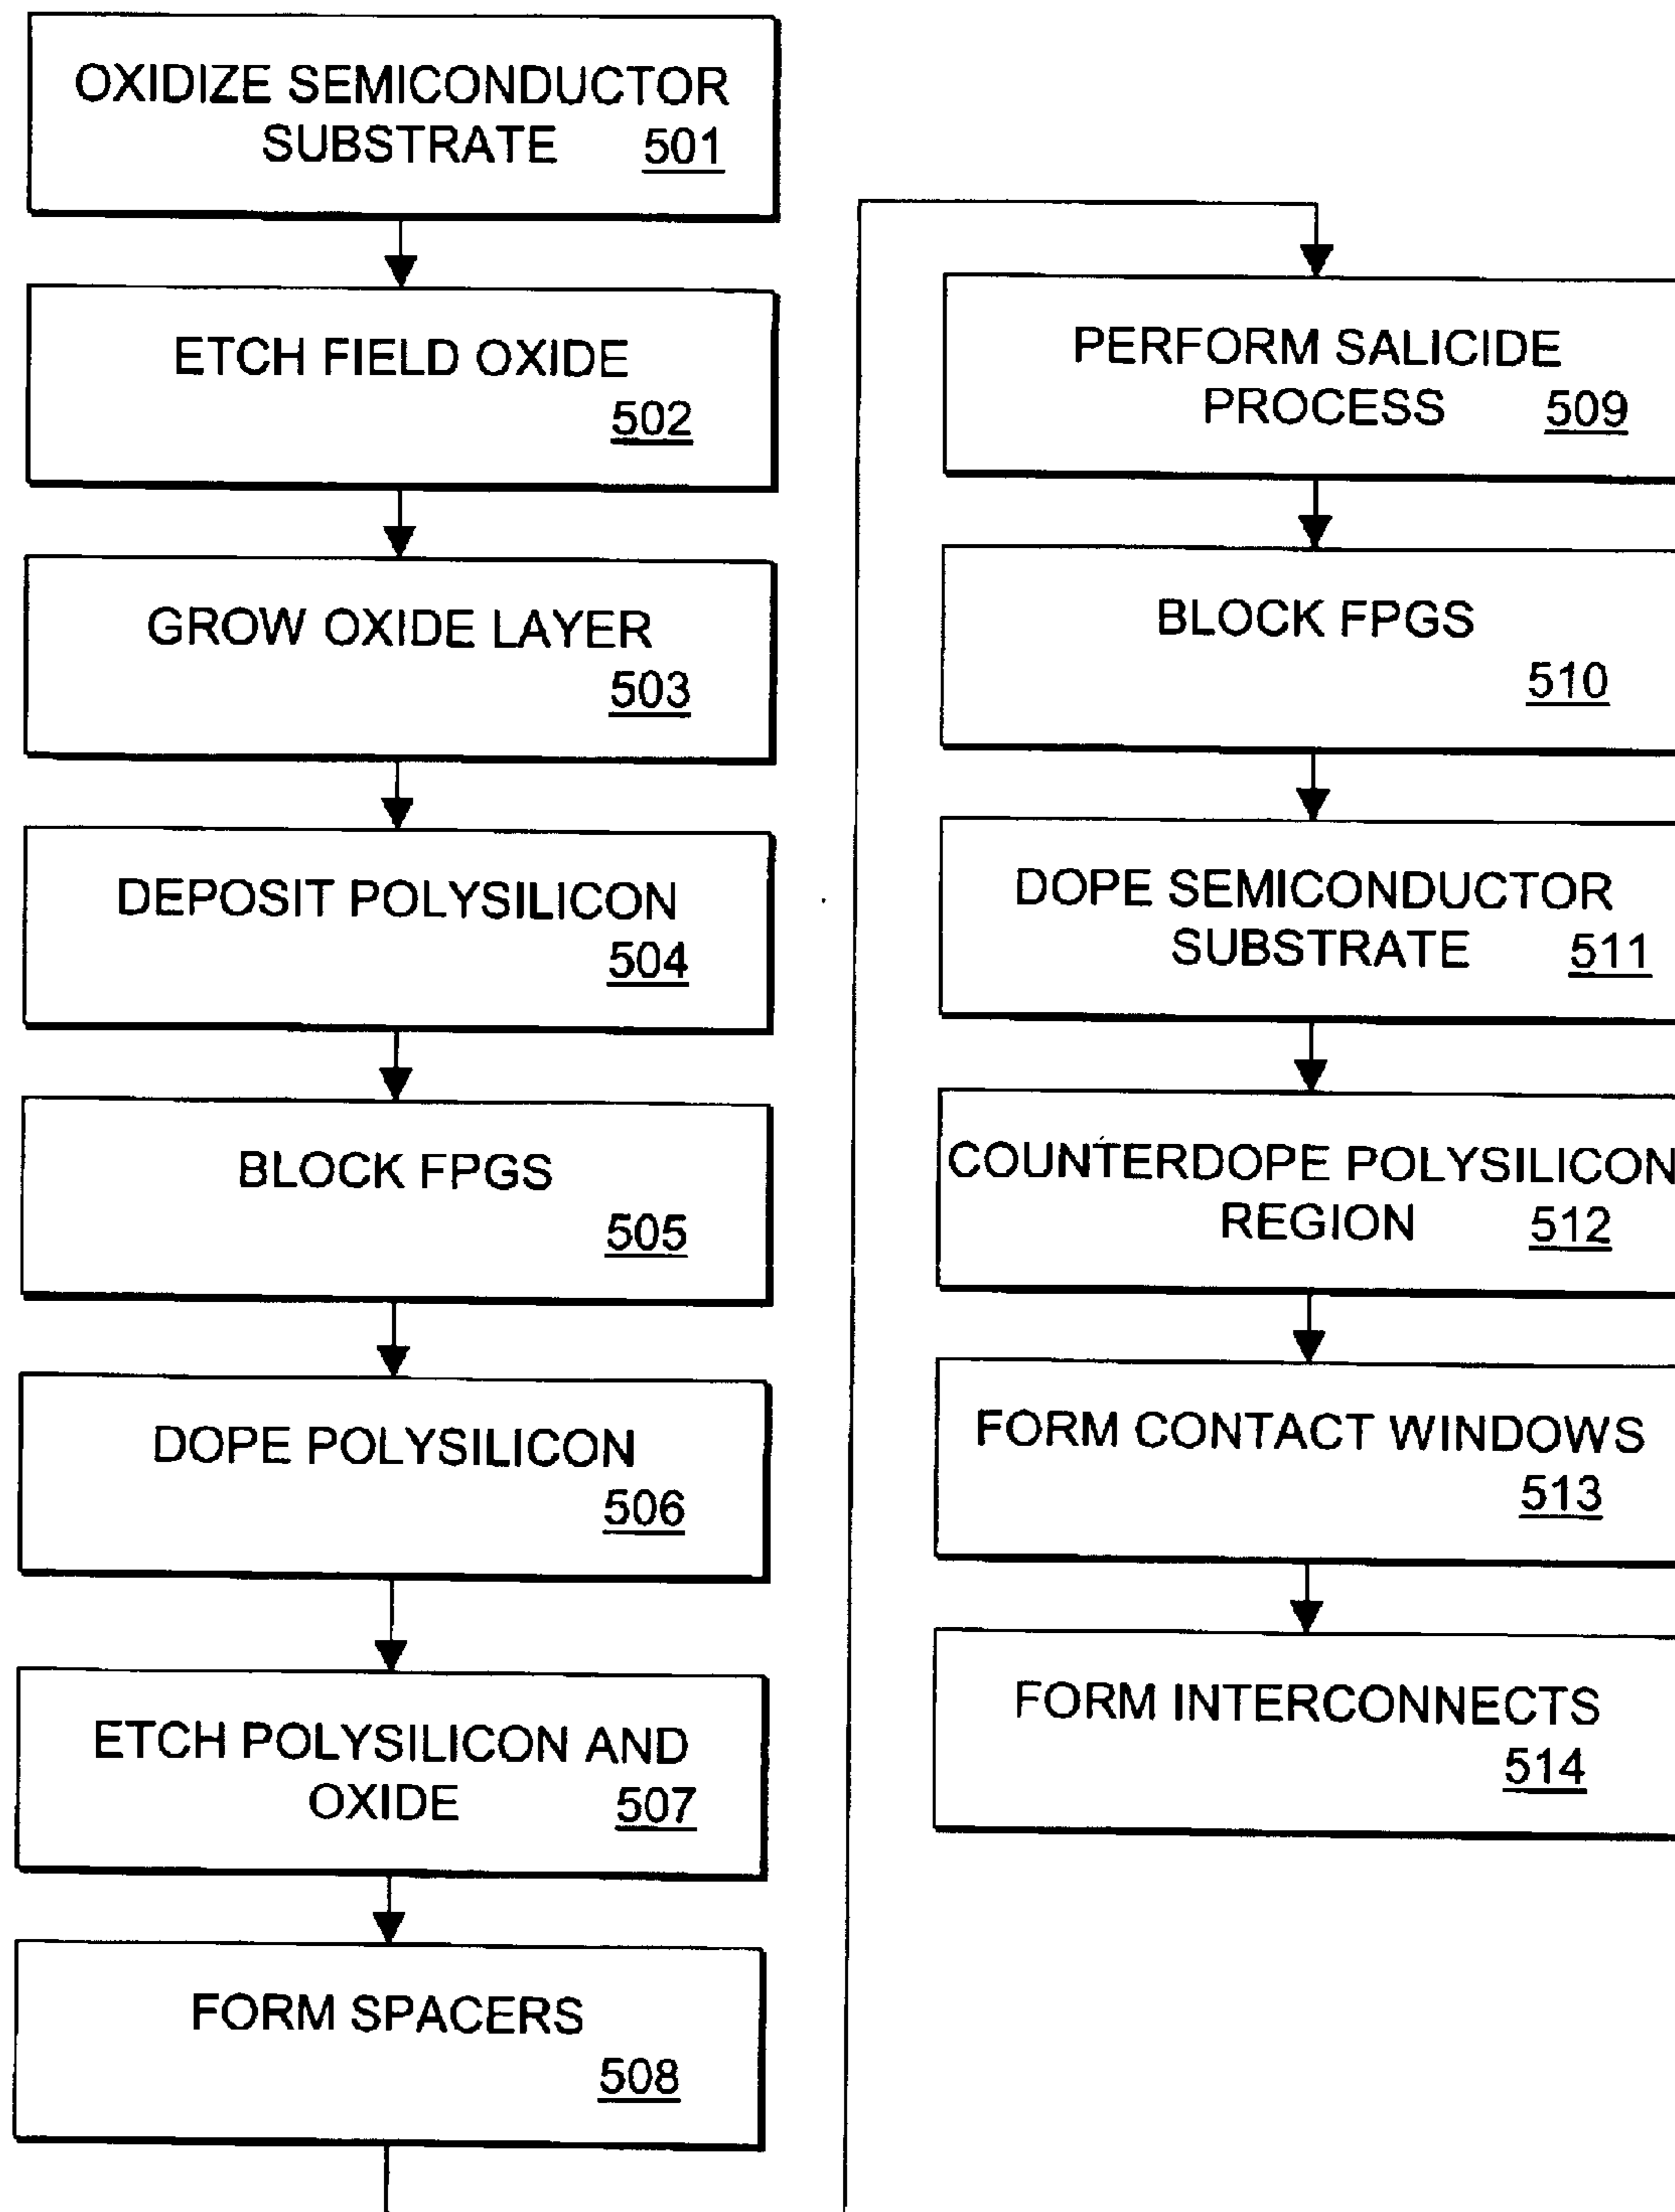 OXIDIZE SEMICONDUCTOR
SUBSTRATE 501
ETCH FIELD OXIDE
502
GROW OXIDE LAYER
503
DEPOSIT POLYSILICON
504
BLOCK FPGS
505
DOPE POLYSILICON
506
ETCH POLYSILICON AND
OXIDE 507
FORM SPACERS
508
PERFORM SALICIDE
PROCESS 509
BLOCK FPGS
510
DOPE SEMICONDUCTOR
SUBSTRATE 511
COUNTERDOPE POLYSILICON
REGION 512
FORM CONTACT WINDOWS
513
FORM INTERCONNECTS
514